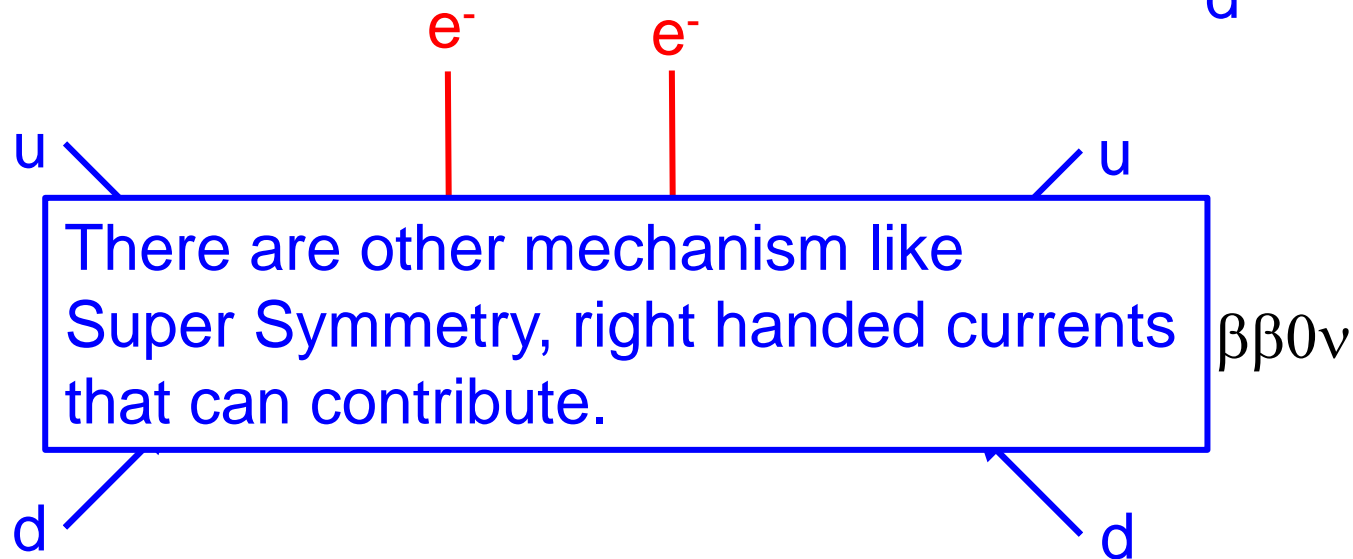 d
e- e-
u u
There are other mechanism like
Super Symmetry, right handed currents
that can contribute.
ββ0ν
d d